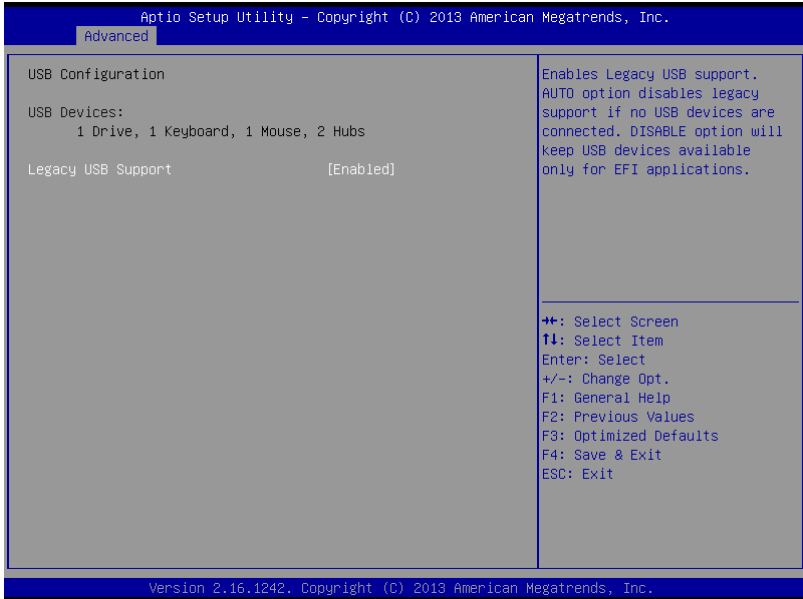 Aptio Setup Utility – Copyright (C) 2013 American Megatrends, Inc.
Advanced
USB Configuration
USB Devices:
1 Drive, 1 Keyboard, 1 Mouse, 2 Hubs
Legacy USB Support [Enabled]
Enables Legacy USB support.
AUTO option disables legacy
support if no USB devices are
connected. DISABLE option will
keep USB devices available
only for EFI applications.
→←: Select Screen
↑↓: Select Item
Enter: Select
+/-: Change Opt.
F1: General Help
F2: Previous Values
F3: Optimized Defaults
F4: Save & Exit
ESC: Exit
Version 2.16.1242. Copyright (C) 2013 American Megatrends, Inc.